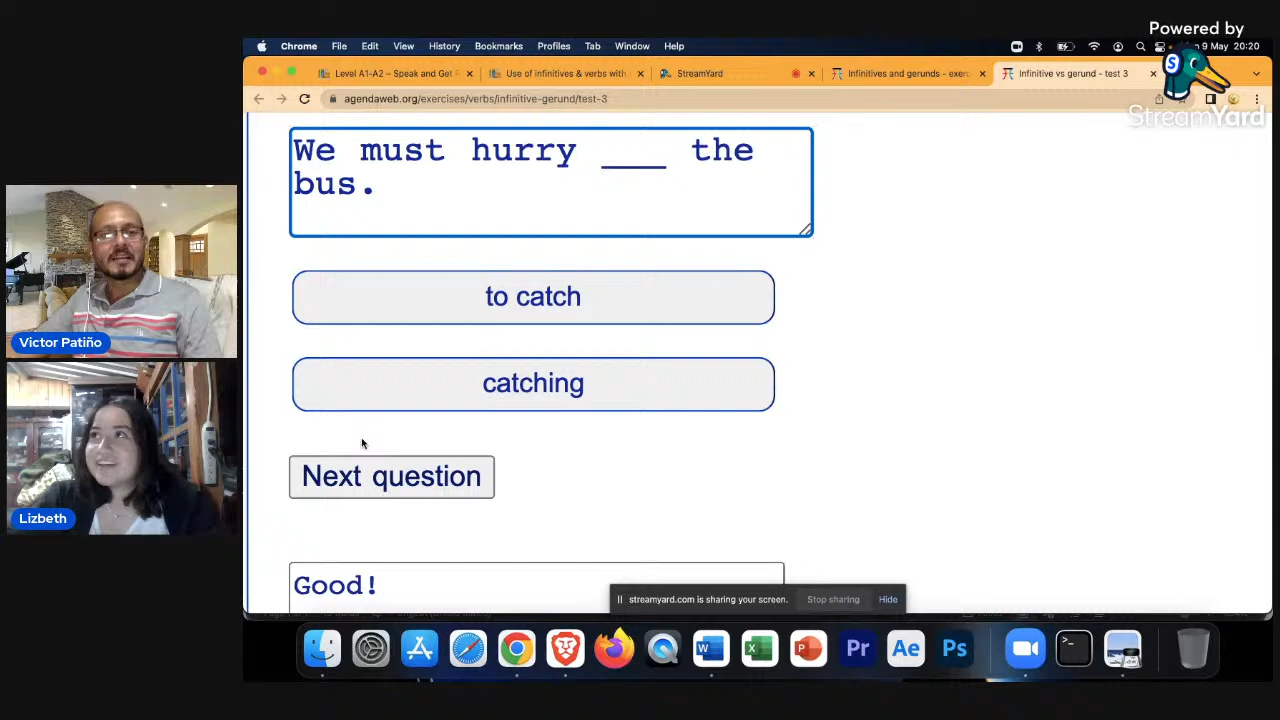 Powered by
StreamYard
Chrome File Edit View History Bookmarks Profiles Tab Window Help
9 May 20:20
Level A1-A2 – Speak and Get
Use of infinitives & verbs with
StreamYard
Infinitives and gerunds - exerc
Infinitive vs gerund - test 3
agendaweb.org/exercises/verbs/infinitive-gerund/test-3
We must hurry ___ the
bus.
to catch
catching
Next question
Good!
streamyard.com is sharing your screen. Stop sharing Hide
Victor Patiño
Lizbeth
W X P Pr Ae Ps